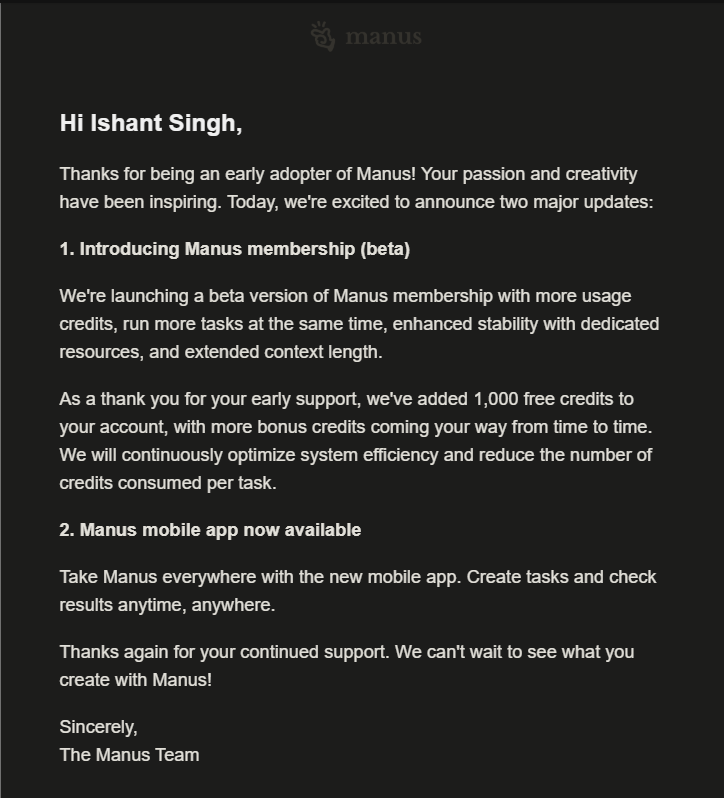 manus
Hi Ishant Singh,
Thanks for being an early adopter of Manus! Your passion and creativity
have been inspiring. Today, we're excited to announce two major updates:
1. Introducing Manus membership (beta)
We're launching a beta version of Manus membership with more usage
credits, run more tasks at the same time, enhanced stability with dedicated
resources, and extended context length.
As a thank you for your early support, we've added 1,000 free credits to
your account, with more bonus credits coming your way from time to time.
We will continuously optimize system efficiency and reduce the number of
credits consumed per task.
2. Manus mobile app now available
Take Manus everywhere with the new mobile app. Create tasks and check
results anytime, anywhere.
Thanks again for your continued support. We can't wait to see what you
create with Manus!
Sincerely,
The Manus Team